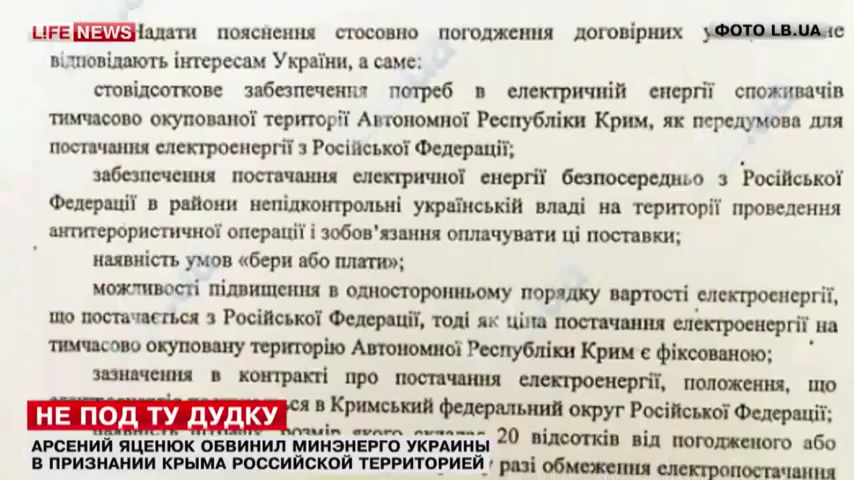 LIFE NEWS
ФОТО LB.UA
Надати пояснення стосовно погодження договірних
відповідають інтересам України, а саме:
стовідсоткове забезпечення потреб в електричній енергії споживачів
тимчасово окупованої території Автономної Республіки Крим, як передумова для
постачання електроенергії з Російської Федерації;
забезпечення постачання електричної енергії безпосередньо з Російської
Федерації в райони непідконтрольні українській владі на території проведення
антитерористичної операції і зобов’язання оплачувати ці поставки;
наявність умов «бери або плати»;
можливості підвищення в односторонньому порядку вартості електроенергії,
що постачається з Російської Федерації, тоді як ціна постачання електроенергії на
тимчасово окуповану територію Автономної Республіки Крим є фіксованою;
зазначення в контракті про постачання електроенергії, положення, що
в Кримський федеральний округ Російської Федерації;
20 відсотків від погодженого або
разі обмеження електропостачання
НЕ ПОД ТУ ДУДКУ
АРСЕНИЙ ЯЦЕНЮК ОБВИНИЛ МИНЭНЕРГО УКРАИНЫ
В ПРИЗНАНИИ КРЫМА РОССИЙСКОЙ ТЕРРИТОРИЕЙ